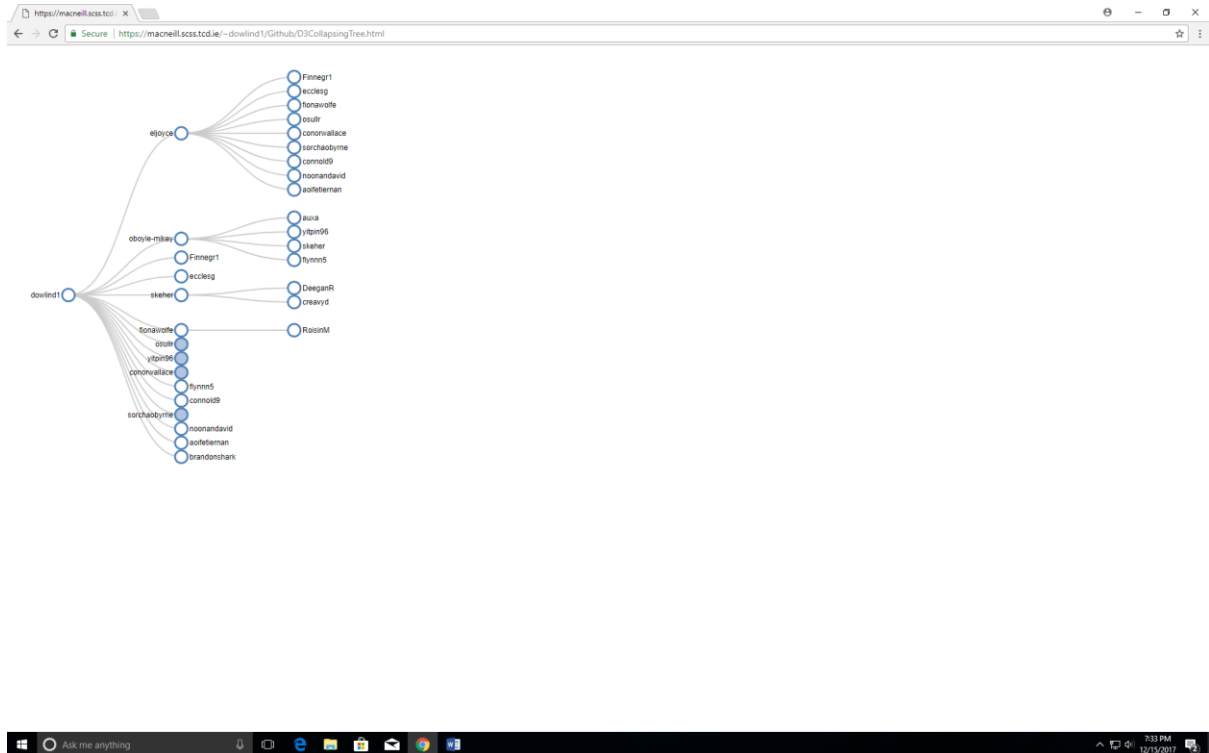 https://macneill.scss.tcd.i
Secure | https://macneill.scss.tcd.ie/~dowlind1/Github/D3CollapsingTree.html
Finnegr1
ecclesg
fionawolfe
osullr
eljoyce
conorwallace
sorchaobyrne
connold9
noonandavid
aoifetiernan
auxa
yitpin96
oboyle-mikey
skeher
Finnegr1
flynnn5
ecclesg
DeeganR
dowlind1
skeher
creavyd
fionawolfe
RoisinM
osullr
yitpin96
conorwallace
flynnn5
connold9
sorchaobyrne
noonandavid
aoifetiernan
brandonshark
Ask me anything
7:33 PM
12/15/2017